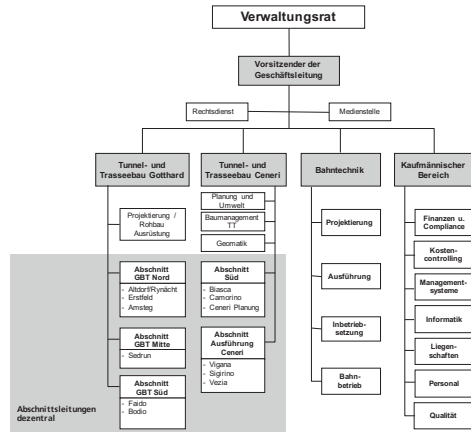 Verwaltungsrat
Vorsitzender der
Geschäftsleitung
Rechtsdienst
Medienstelle
Tunnel- und
Trasseebau Gotthard
Projektierung /
Rohbau
Ausrüstung
Abschnitt
GBT Nord
- Altdorf/Rynächt
- Erstfeld
- Amsteg
Abschnitt
GBT Mitte
- Sedrun
Abschnitt
GBT Süd
- Faido
- Bodio
Abschnittsleitungen
dezentral
Tunnel- und
Trasseebau Ceneri
Planung und
Umwelt
Baumanagement
TT
Geomatik
Abschnitt
Süd
- Biasca
- Camorino
- Ceneri Planung
Abschnitt
Ausführung
Ceneri
- Vigana
- Sigirino
- Vezia
Bahntechnik
Projektierung
Ausführung
Inbetrieb-
setzung
Bahn-
betrieb
Kaufmännischer
Bereich
Finanzen u.
Compliance
Kosten-
controlling
Management-
systeme
Informatik
Liegen-
schaften
Personal
Qualität